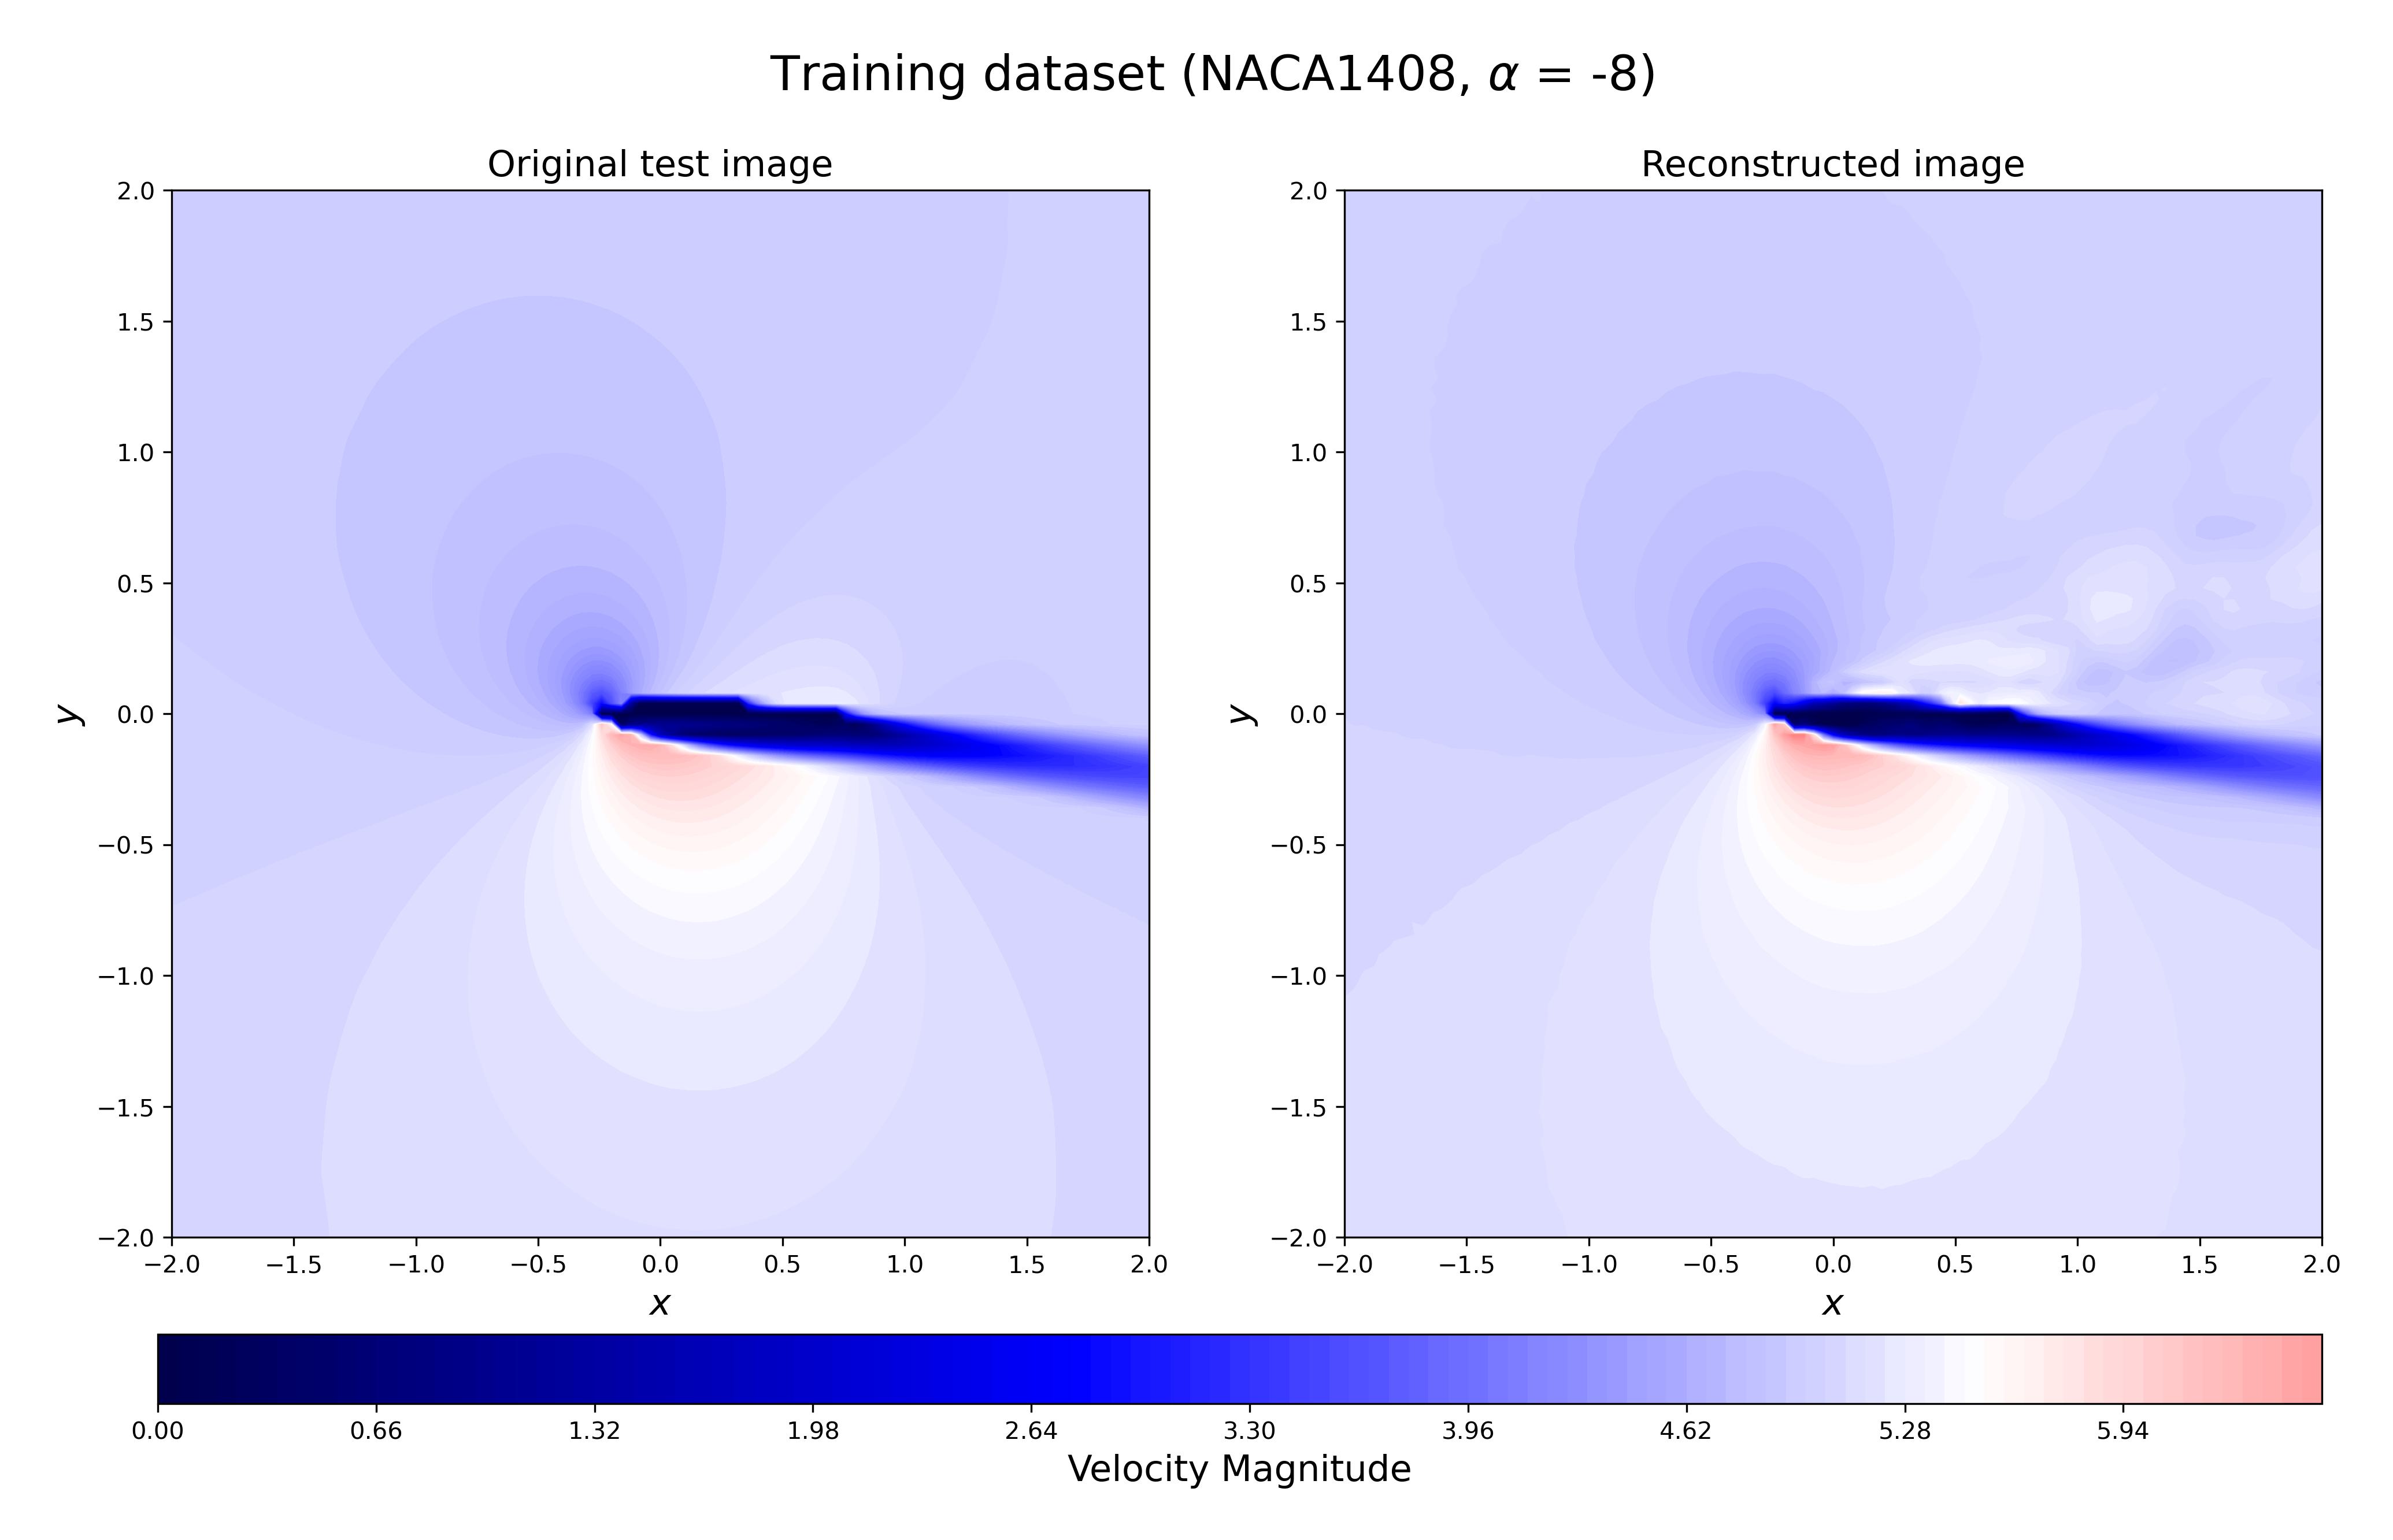 Training dataset (NACA1408, α = -8)
Original test image
2.0
1.5
1.0
0.5
0.0
−0.5
−1.0
−1.5
−2.0
y
−2.0 −1.5 −1.0 −0.5 0.0 0.5 1.0 1.5 2.0
x
Reconstructed image
2.0
1.5
1.0
0.5
0.0
−0.5
−1.0
−1.5
−2.0
y
−2.0 −1.5 −1.0 −0.5 0.0 0.5 1.0 1.5 2.0
x
0.00 0.66 1.32 1.98 2.64 3.30 3.96 4.62 5.28 5.94
Velocity Magnitude